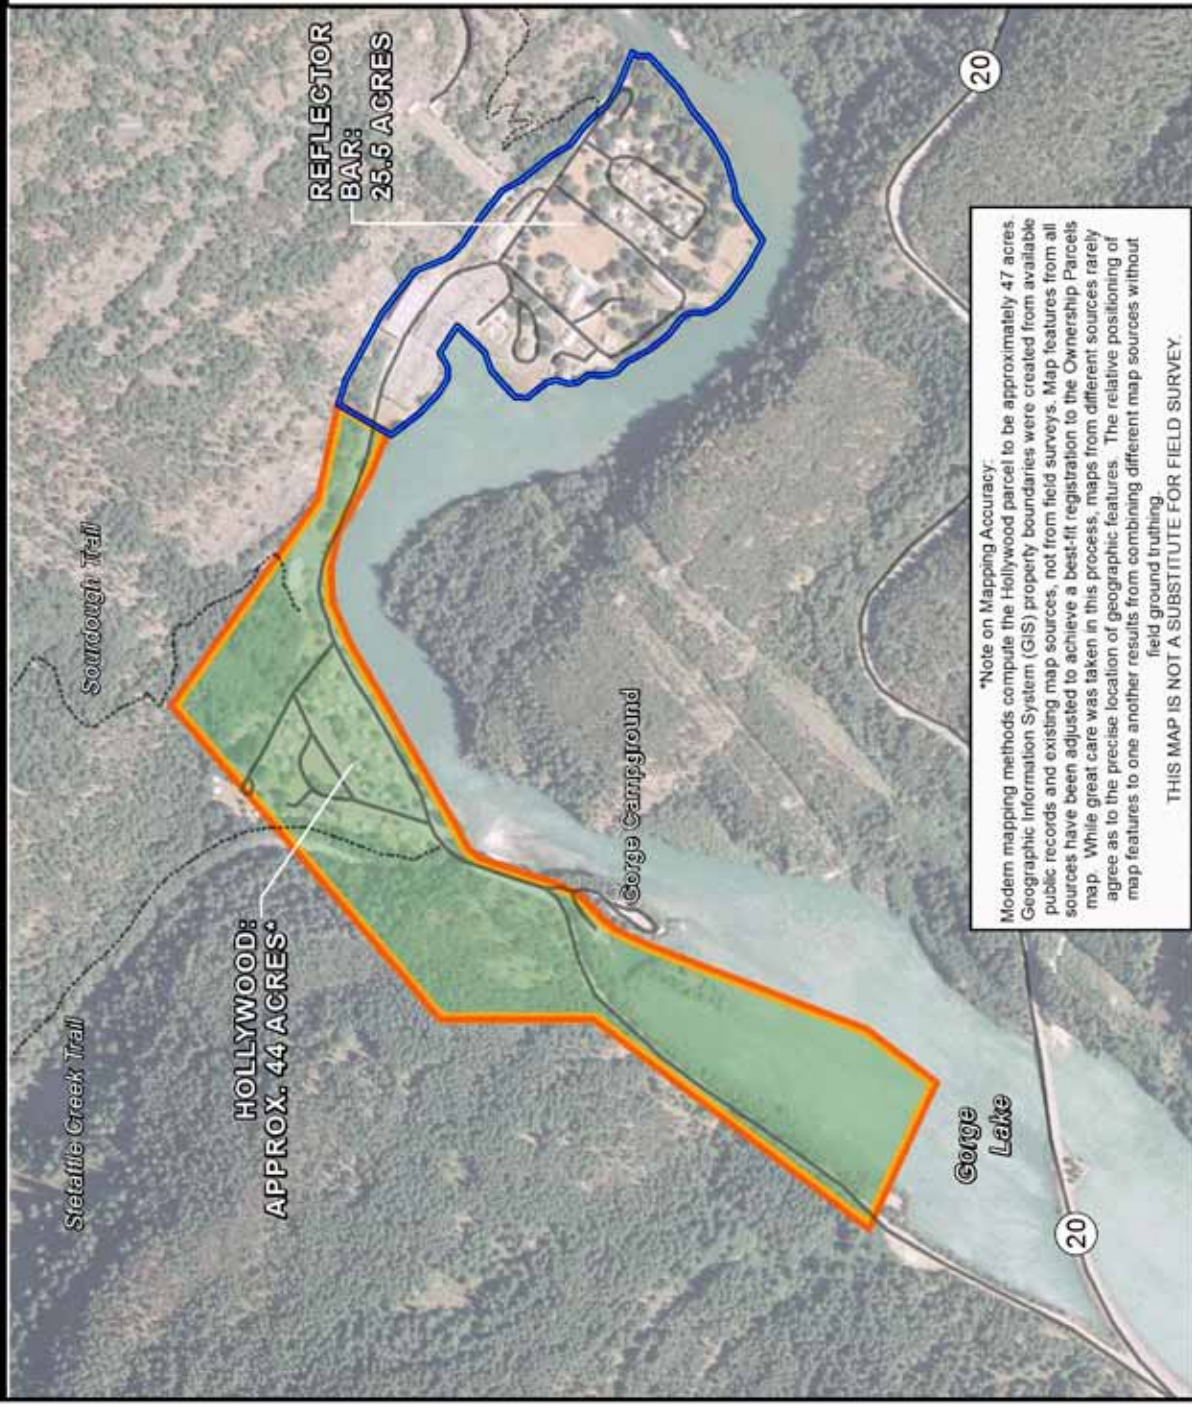 Stetattle Creek Trail
Sourdough Trail
HOLLYWOOD:
APPROX. 44 ACRES*
REFLECTOR
BAR:
25.5 ACRES
Gorge Campground
Gorge
Lake
20
20
*Note on Mapping Accuracy:
Modern mapping methods compute the Hollywood parcel to be approximately 47 acres.
Geographic Information System (GIS) property boundaries were created from available
public records and existing map sources, not from field surveys. Map features from all
sources have been adjusted to achieve a best-fit registration to the Ownership Parcels
map. While great care was taken in this process, maps from different sources rarely
agree as to the precise location of geographic features. The relative positioning of
map features to one another results from combining different map sources without
field ground truthing.
THIS MAP IS NOT A SUBSTITUTE FOR FIELD SURVEY.